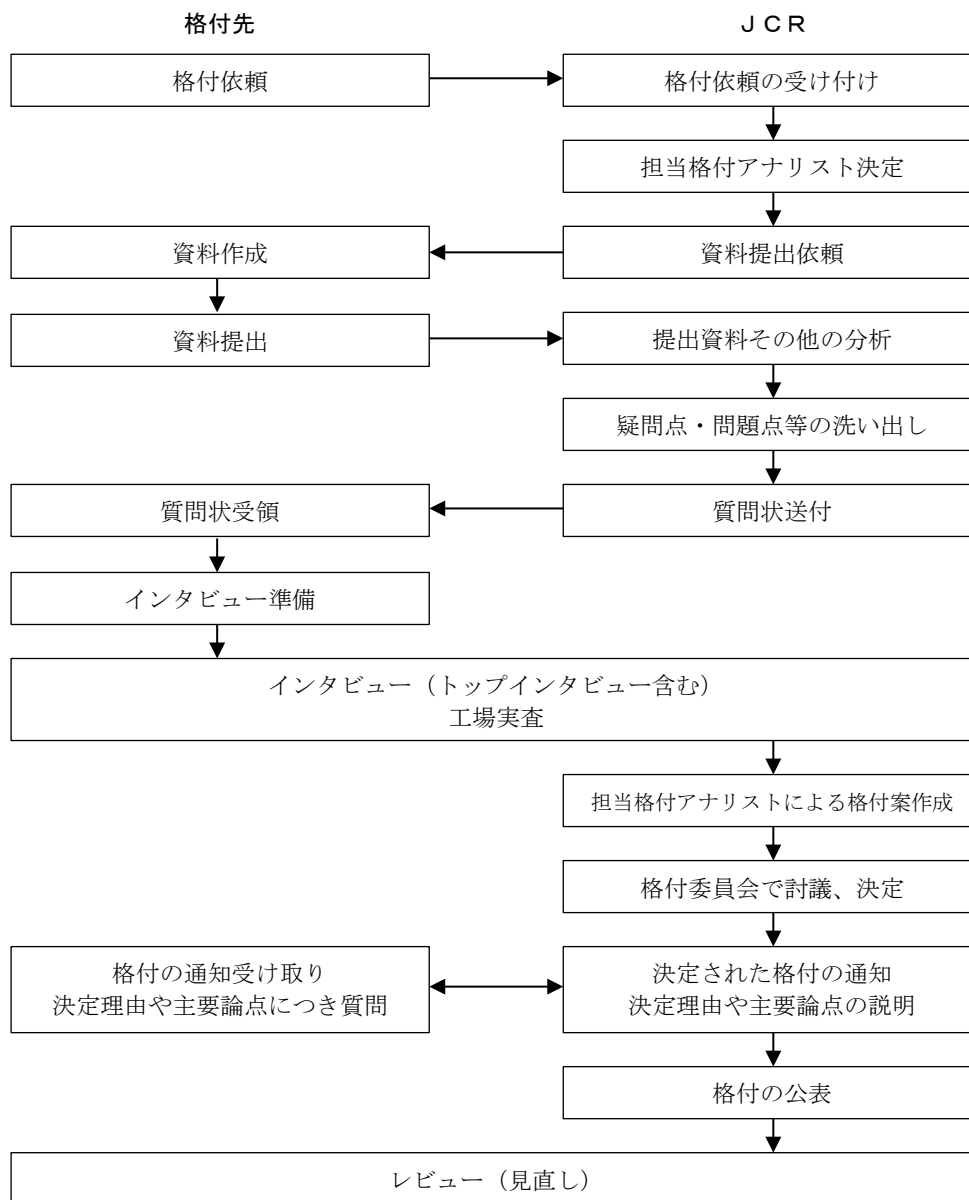 格付先
ＪＣＲ
格付依頼
格付依頼の受け付け
担当格付アナリスト決定
資料作成
資料提出依頼
資料提出
提出資料その他の分析
疑問点・問題点等の洗い出し
質問状受領
質問状送付
インタビュー準備
インタビュー（トップインタビュー含む）
工場実査
担当格付アナリストによる格付案作成
格付委員会で討議、決定
格付の通知受け取り
決定理由や主要論点につき質問
決定された格付の通知
決定理由や主要論点の説明
格付の公表
レビュー（見直し）